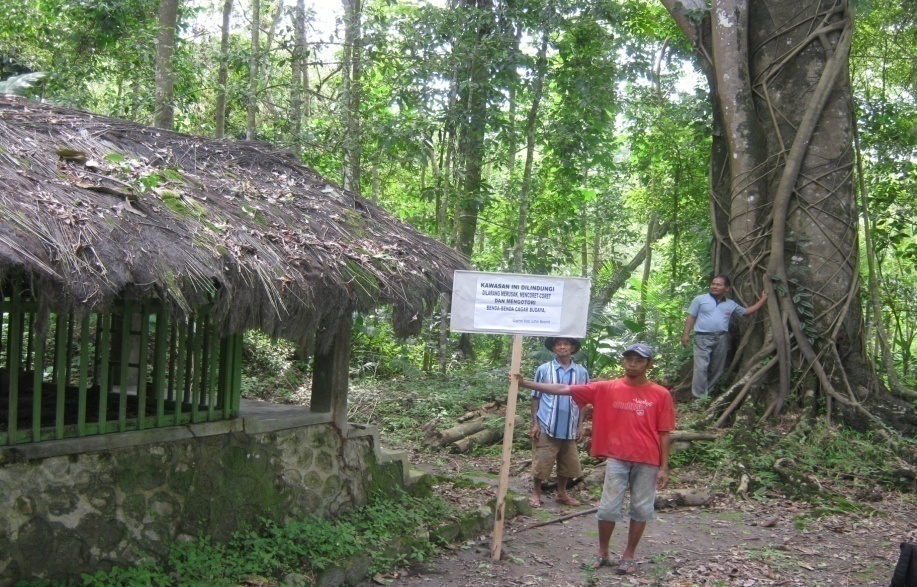 KAWASAN INI DILINDUNGI
DILARANG MERUSAK, MENCORET-CORET
DAN MENGOTORI
BENDA-BENDA CAGAR BUDAYA.